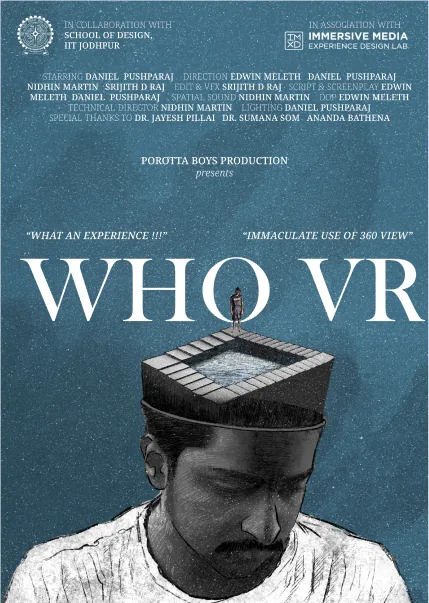 IN COLLABORATION WITH
SCHOOL OF DESIGN,
IIT JODHPUR
IN ASSOCIATION WITH
IMMERSIVE MEDIA
EXPERIENCE DESIGN LAB
IM
XD
STARRING DANIEL PUSHPARAJ DIRECTION EDWIN MELETH DANIEL PUSHPARAJ
NIDHIN MARTIN SRIJITH D RAJ EDIT & VFX SRIJITH D RAJ SCRIPT & SCREENPLAY EDWIN
MELETH DANIEL PUSHPARAJ SPATIAL SOUND NIDHIN MARTIN DOP EDWIN MELETH
TECHNICAL DIRECTOR NIDHIN MARTIN LIGHTING DANIEL PUSHPARAJ
SPECIAL THANKS TO DR. JAYESH PILLAI DR. SUMANA SOM ANANDA BATHENA
POROTTA BOYS PRODUCTION
presents
“WHAT AN EXPERIENCE !!!”
“IMMACULATE USE OF 360 VIEW”
WHO VR